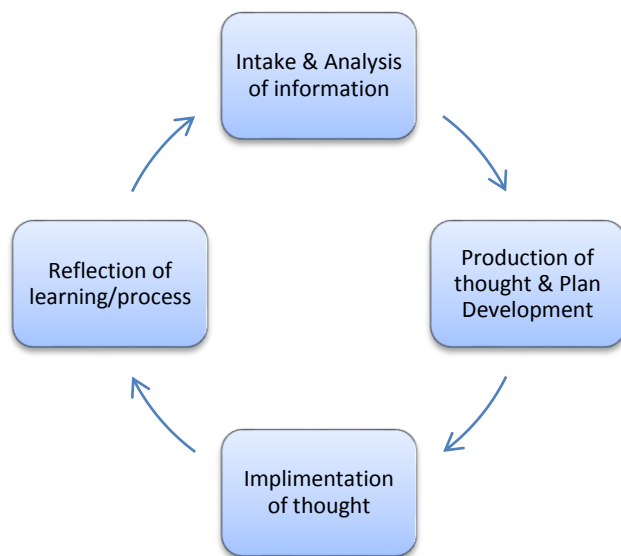 Intake & Analysis
of information
Production of
thought & Plan
Development
Implimentation
of thought
Reflection of
learning/process